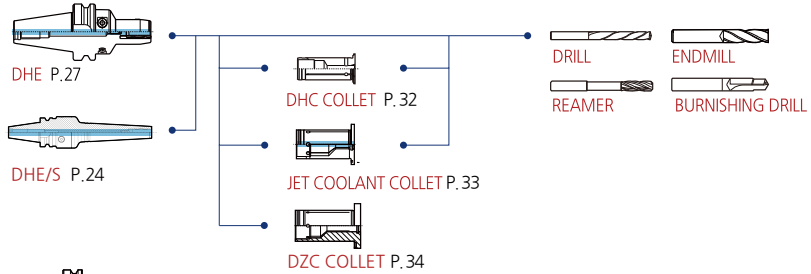 DHE P.27
DHE/S P.24
DHC COLLET P.32
JET COOLANT COLLET P.33
DZC COLLET P.34
DRILL
ENDMILL
REAMER
BURNISHING DRILL